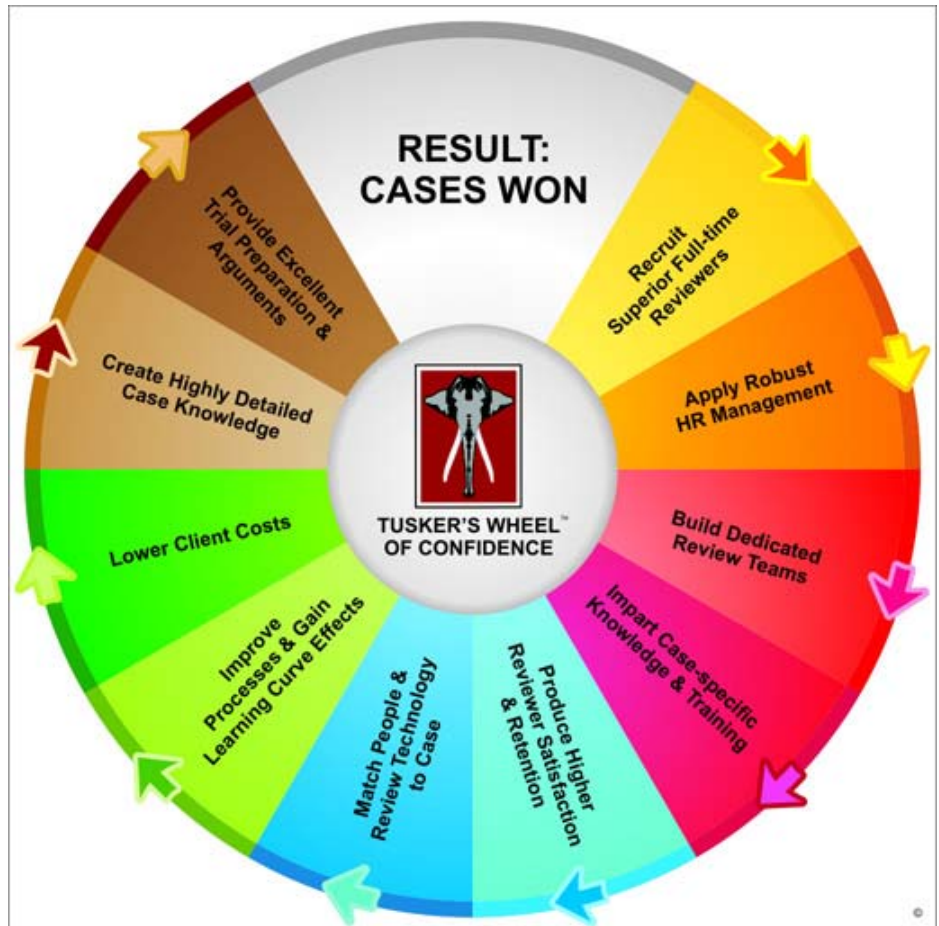 RESULT:
CASES WON
Recruit
Superior Full-time
Reviewers
Apply Robust
HR Management
Build Dedicated
Review Teams
Impart Case-specific
Knowledge & Training
Produce Higher
Reviewer Satisfaction
& Retention
Match People &
Review Technology
to Case
Improve
Processes & Gain
Learning Curve Effects
Lower Client Costs
Create Highly Detailed
Case Knowledge
Provide Excellent
Trial Preparation &
Arguments
TUSKER'S WHEEL™
OF CONFIDENCE
©